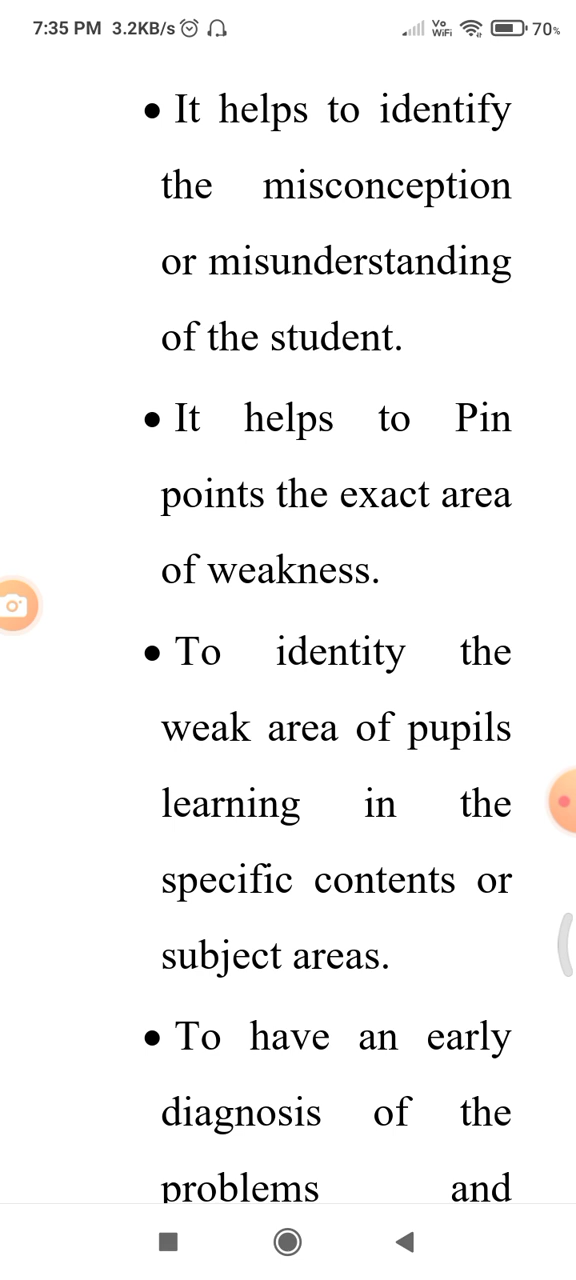 7:35 PM 3.2KB/s Vo WiFi 70%
• It helps to identify
the misconception
or misunderstanding
of the student.
• It helps to Pin
points the exact area
of weakness.
• To identity the
weak area of pupils
learning in the
specific contents or
subject areas.
• To have an early
diagnosis of the
problems and